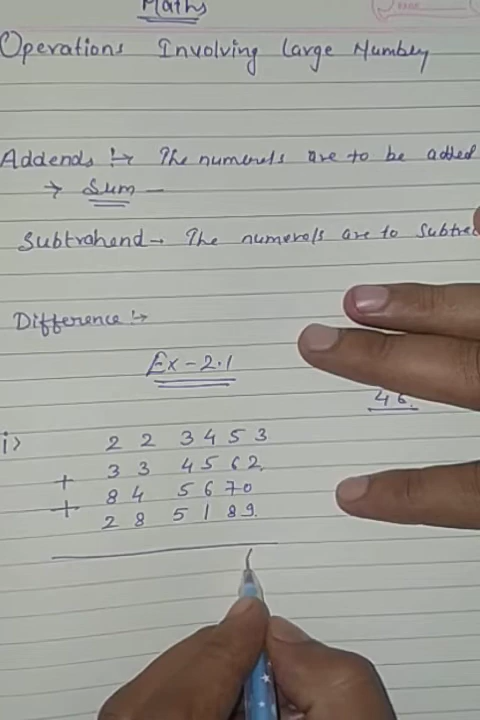 Maths
Operations Involving Large Number
Addends :→ The numerals are to be added
→ Sum —
Subtrahend → The numerals are to Subtra
Difference :→
Ex - 2.1
46.
i>
2 2 3 4 5 3
+ 3 3 4 5 6 2
8 4 5 6 7 0
+ 2 8 5 1 8 9.